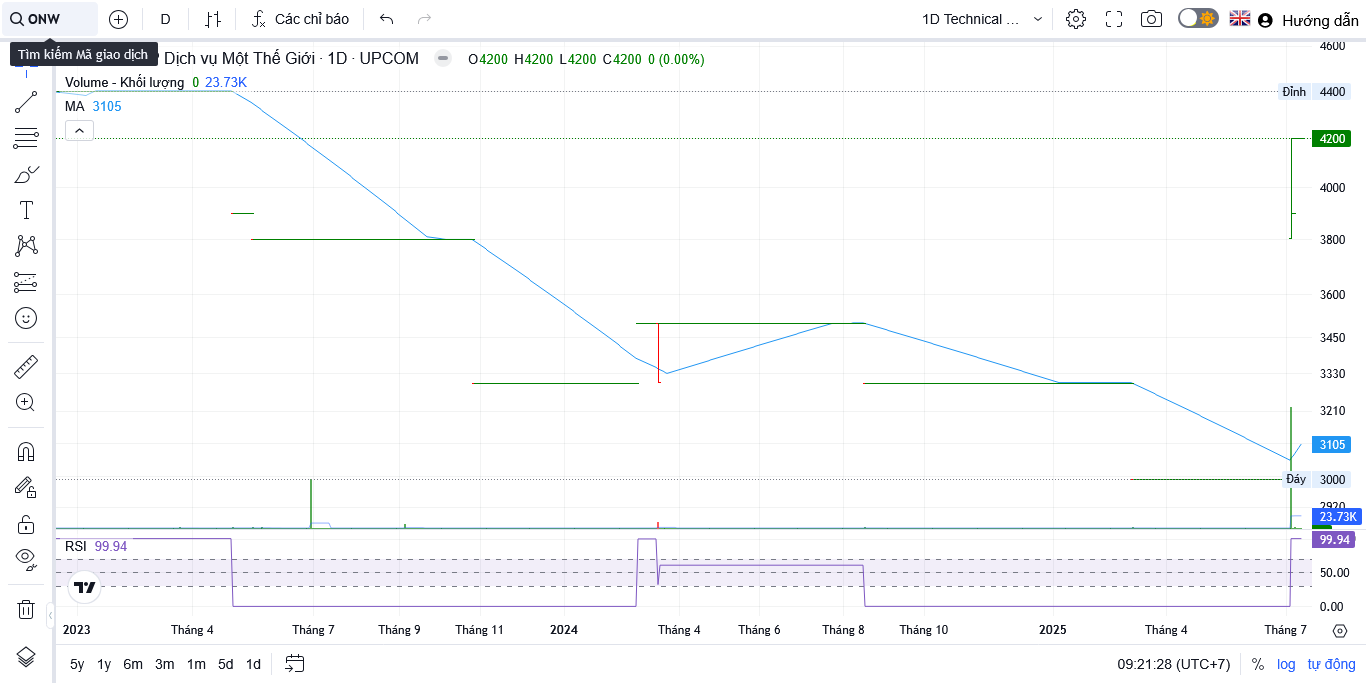 ONW
D
Các chỉ báo
1D Technical ...
Hướng dẫn
Tìm kiếm Mã giao dịch
Dịch vụ Một Thế Giới · 1D · UPCOM
O4200 H4200 L4200 C4200 0 (0.00%)
Volume - Khối lượng 0 23.73K
MA 3105
4600
Đỉnh 4400
4200
4000
3800
3600
3450
3330
3210
3105
Đáy 3000
2920
23.73K
RSI 99.94
99.94
50.00
0.00
2023 Tháng 4 Tháng 7 Tháng 9 Tháng 11 2024 Tháng 4 Tháng 6 Tháng 8 Tháng 10 2025 Tháng 4 Tháng 7
5y 1y 6m 3m 1m 5d 1d
09:21:28 (UTC+7) % log tự động